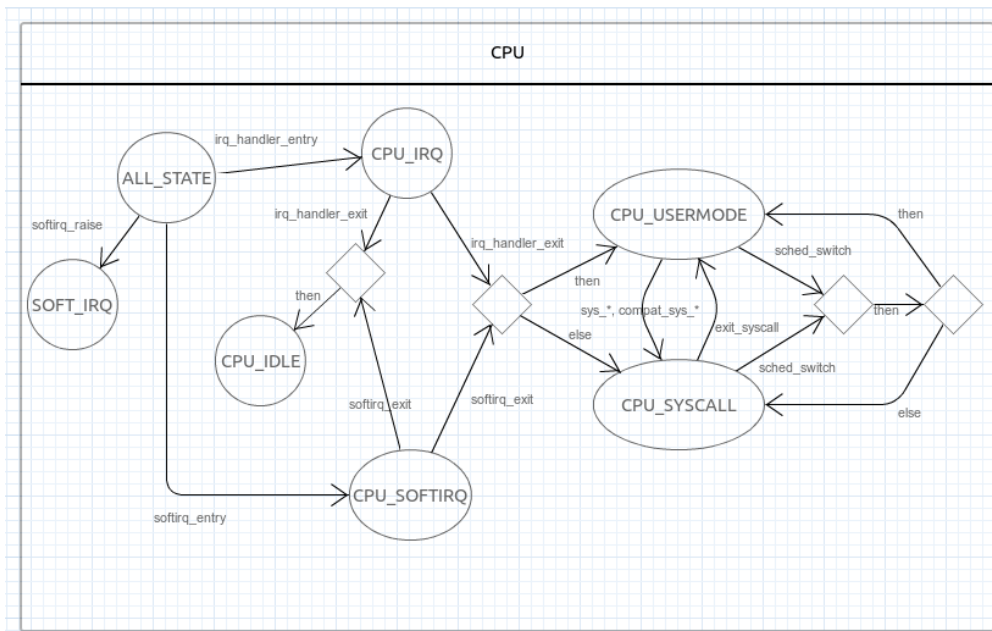 CPU
irq_handler_entry
CPU_IRQ
ALL_STATE
softirq_raise
irq_handler_exit
irq_handler_exit
SOFT_IRQ
then
CPU_IDLE
softirq_exit
softirq_exit
CPU_SOFTIRQ
softirq_entry
then
else
CPU_USERMODE
sys_*, compat_sys_*
exit_syscall
CPU_SYSCALL
sched_switch
sched_switch
then
then
else